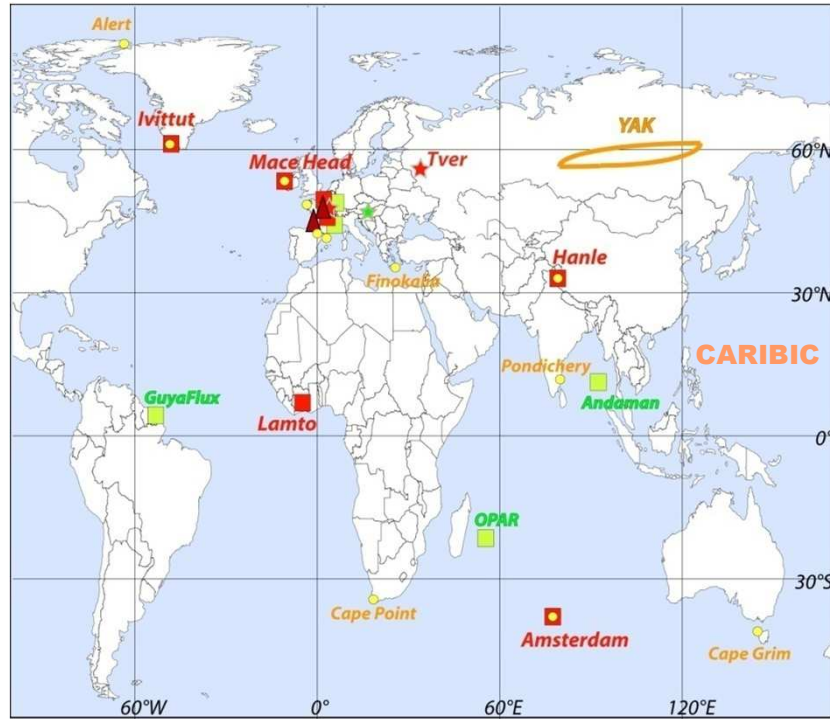 Alert
Ivittut
YAK
Mace Head
Tver
60°N
Hanle
Finokalia
30°N
CARIBIC
Pondichery
GuyaFlux
Andaman
Lamto
0°
OPAR
30°S
Cape Point
Amsterdam
Cape Grim
60°W
0°
60°E
120°E